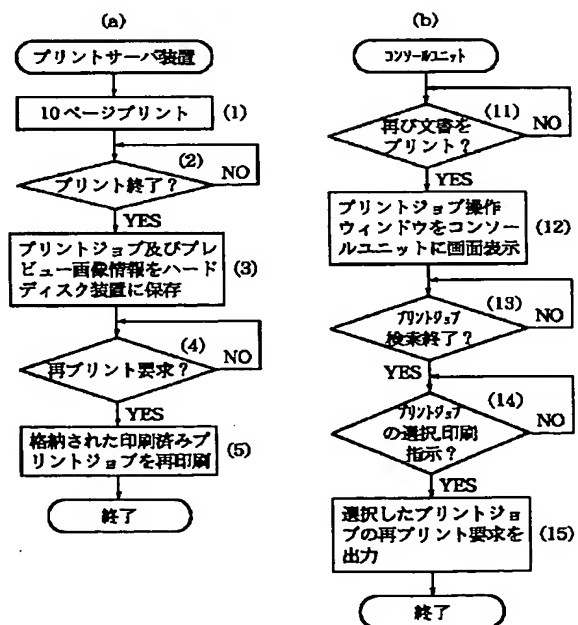 (a)
プリントサーバ装置
10ページプリント
(1)
(2)
プリント終了?
NO
YES
プリントジョブ及びプレ
ビュー画像情報をハード
ディスク装置に保存
(3)
(4)
再プリント要求?
NO
YES
格納された印刷済みプ
リントジョブを再印刷
(5)
終了
(b)
コンソールユニット
(11)
再び文書を
プリント?
NO
YES
プリントジョブ操作
ウィンドウをコンソー
ルユニットに画面表示
(12)
(13)
プリントジョブ
検索終了?
NO
YES
(14)
プリントジョブ
の選択,印刷
指示?
NO
YES
選択したプリントジョ
ブの再プリント要求を
出力
(15)
終了